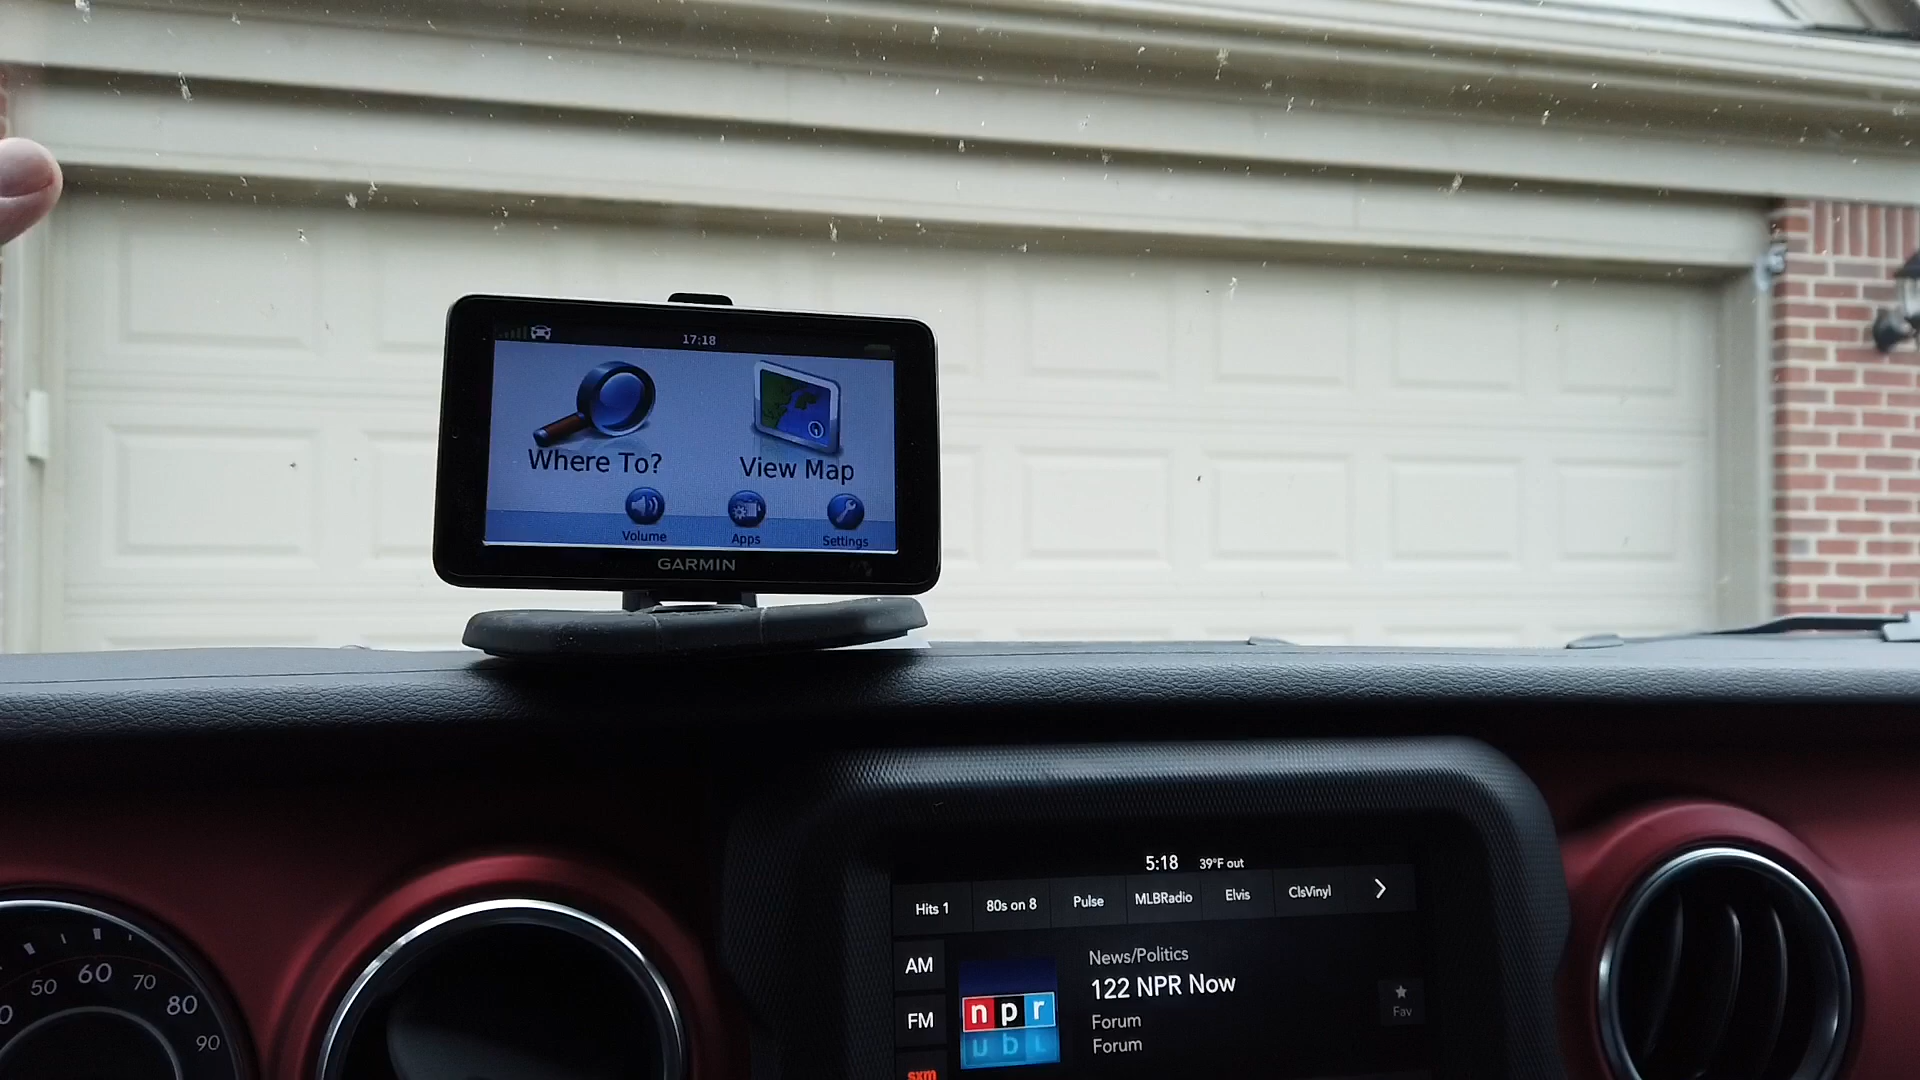 17:18
Where To?
View Map
Volume
Apps
Settings
GARMIN
5:18 39°F out
Hits 1
80s on 8
Pulse
MLBRadio
Elvis
ClsVinyl
AM
FM
sxm
npr
News/Politics
122 NPR Now
Forum
Forum
Fav
50
60
70
80
90